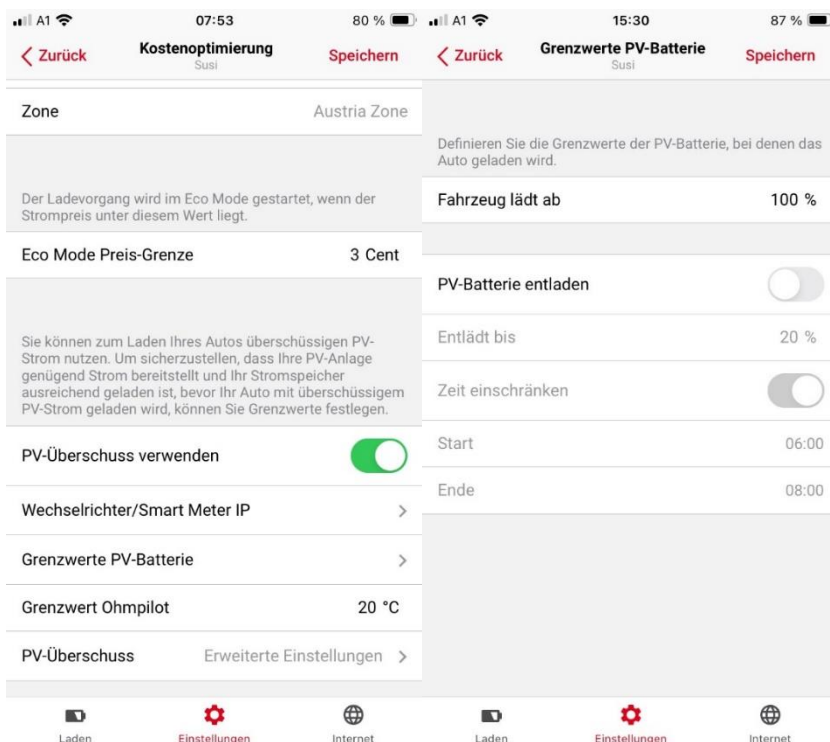 A1
07:53
80 %
Zurück
Kostenoptimierung
Speichern
Susi
Zone
Austria Zone
Der Ladevorgang wird im Eco Mode gestartet, wenn der
Strompreis unter diesem Wert liegt.
Eco Mode Preis-Grenze
3 Cent
Sie können zum Laden Ihres Autos überschüssigen PV-
Strom nutzen. Um sicherzustellen, dass Ihre PV-Anlage
genügend Strom bereitstellt und Ihr Stromspeicher
ausreichend geladen ist, bevor Ihr Auto mit überschüssigem
PV-Strom geladen wird, können Sie Grenzwerte festlegen.
PV-Überschuss verwenden
Wechselrichter/Smart Meter IP
Grenzwerte PV-Batterie
Grenzwert Ohmpilot
20 °C
PV-Überschuss
Erweiterte Einstellungen
Laden
Einstellungen
Internet
A1
15:30
87 %
Zurück
Grenzwerte PV-Batterie
Speichern
Susi
Definieren Sie die Grenzwerte der PV-Batterie, bei denen das
Auto geladen wird.
Fahrzeug lädt ab
100 %
PV-Batterie entladen
Entlädt bis
20 %
Zeit einschränken
Start
06:00
Ende
08:00
Laden
Einstellungen
Internet